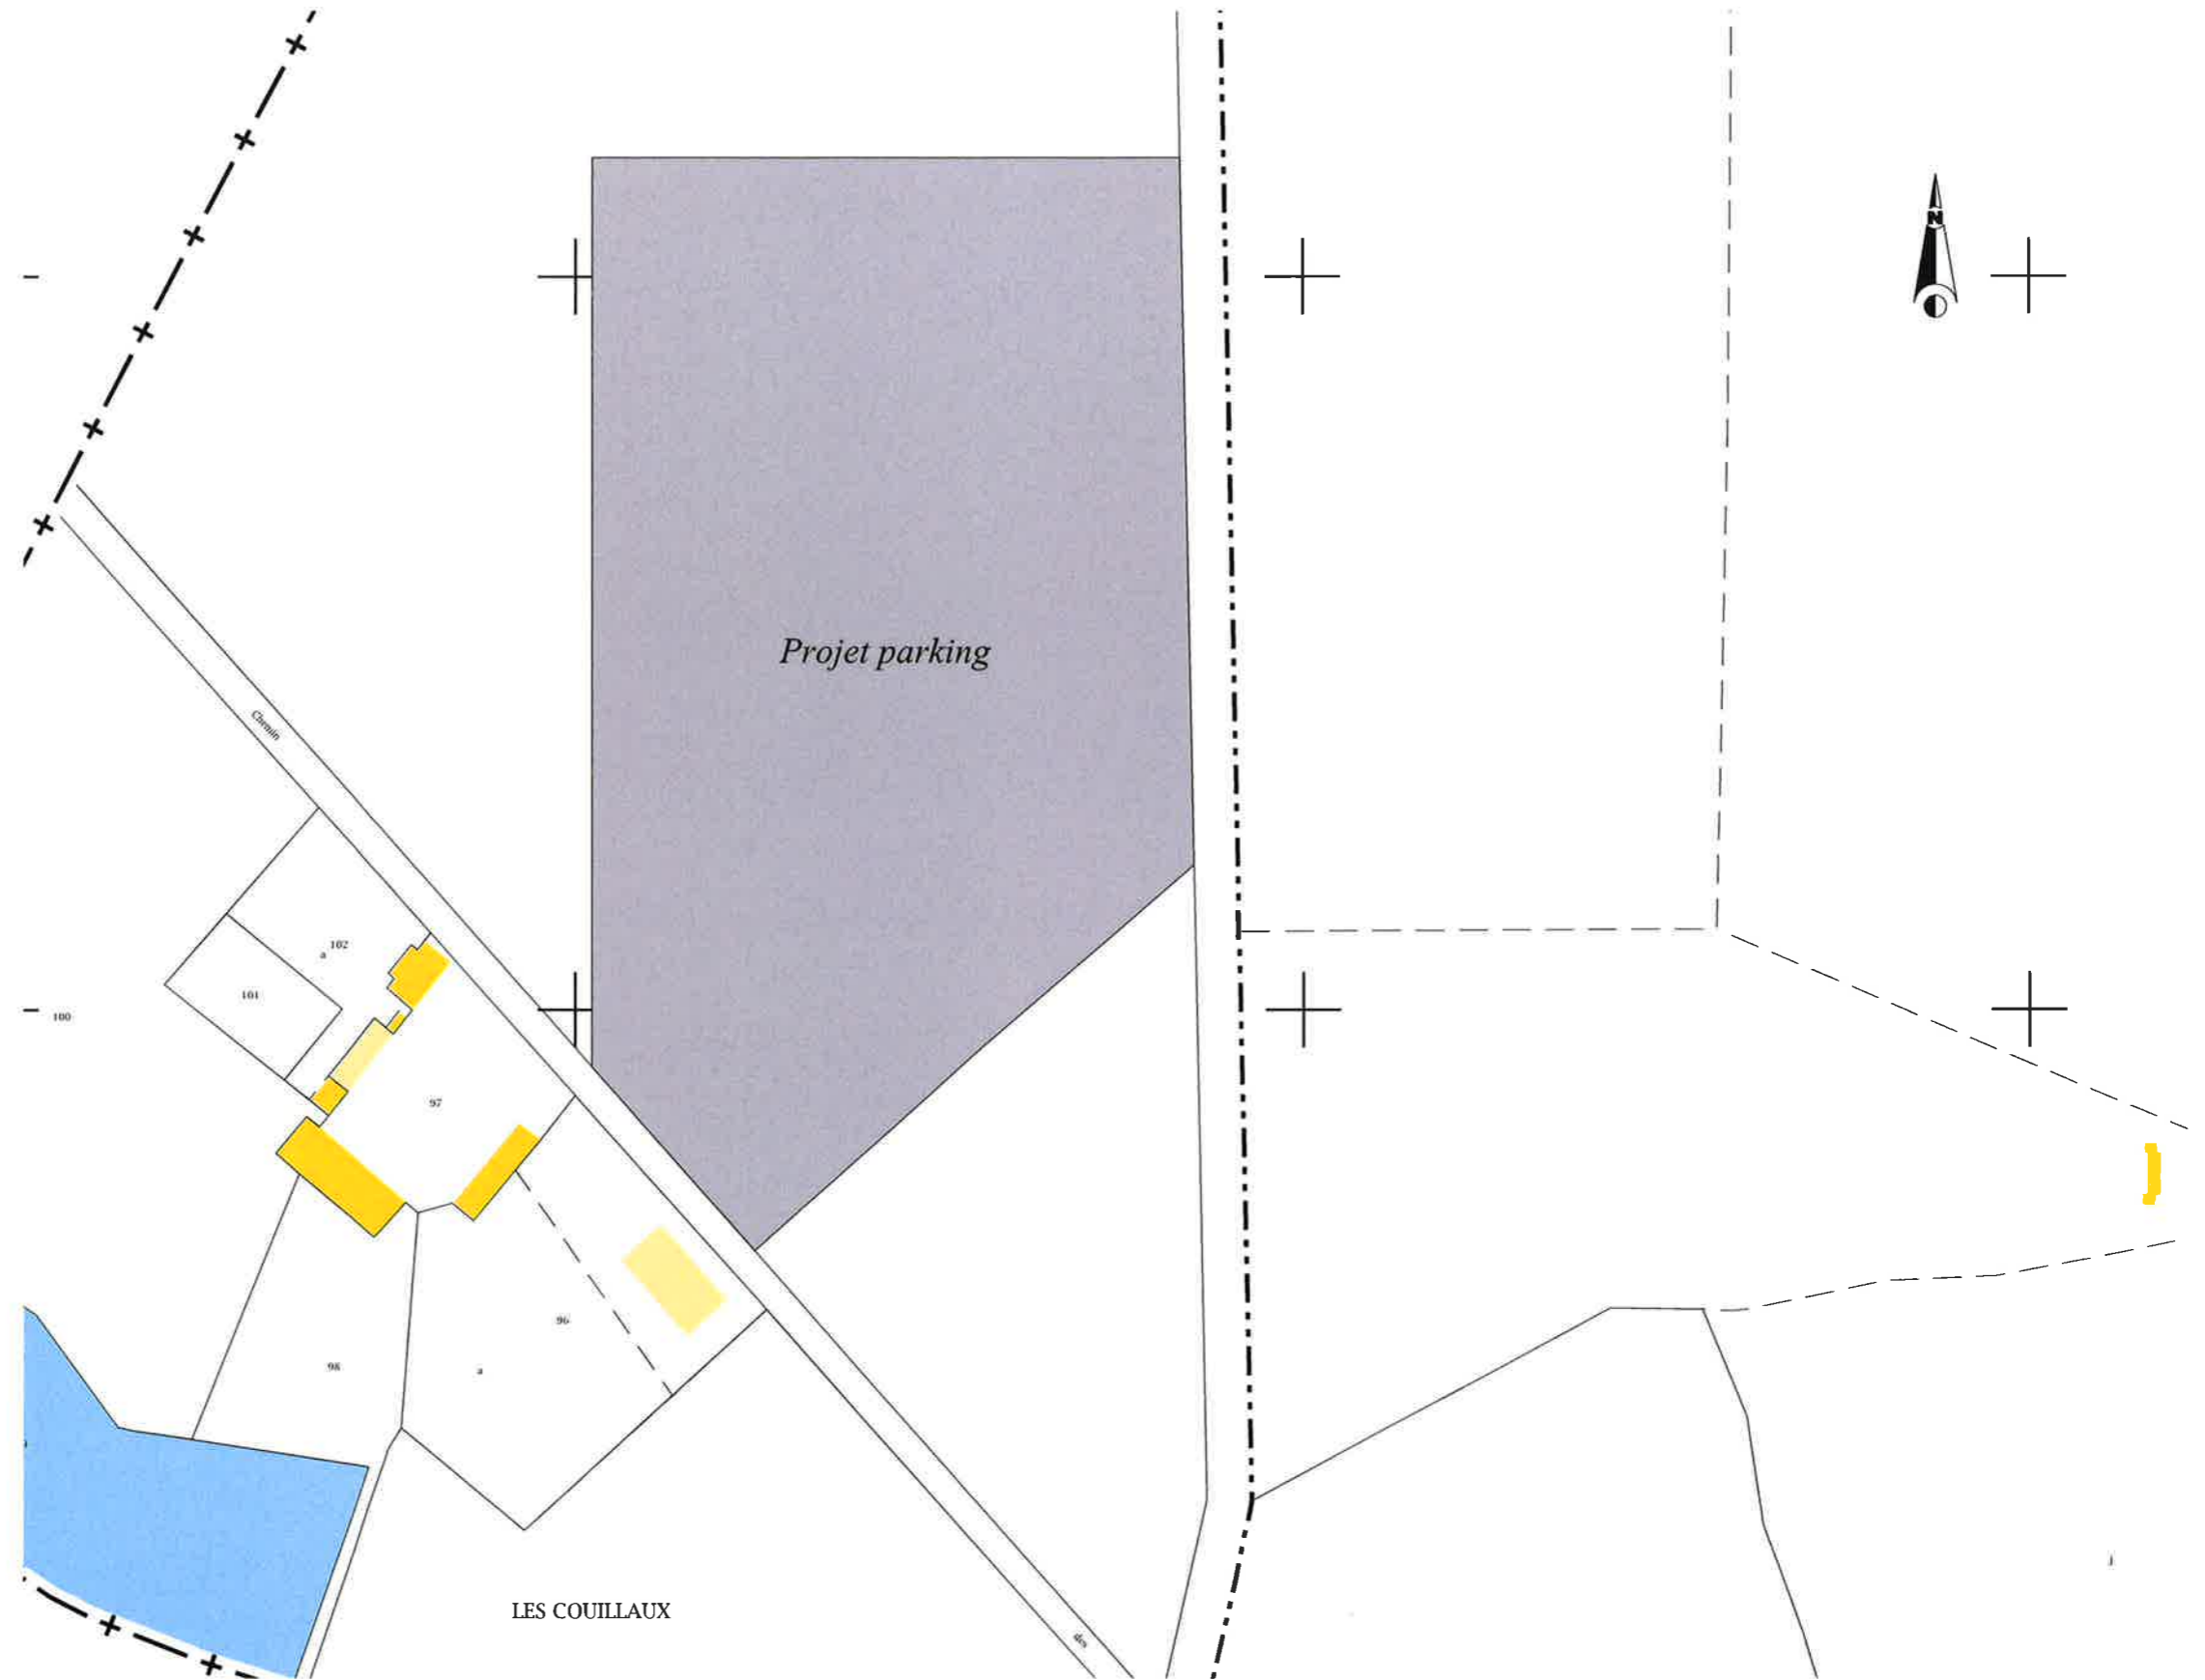 N
Projet parking
Chemin
102
a
101
100
97
96
98
a
LES COUILLAUX
des